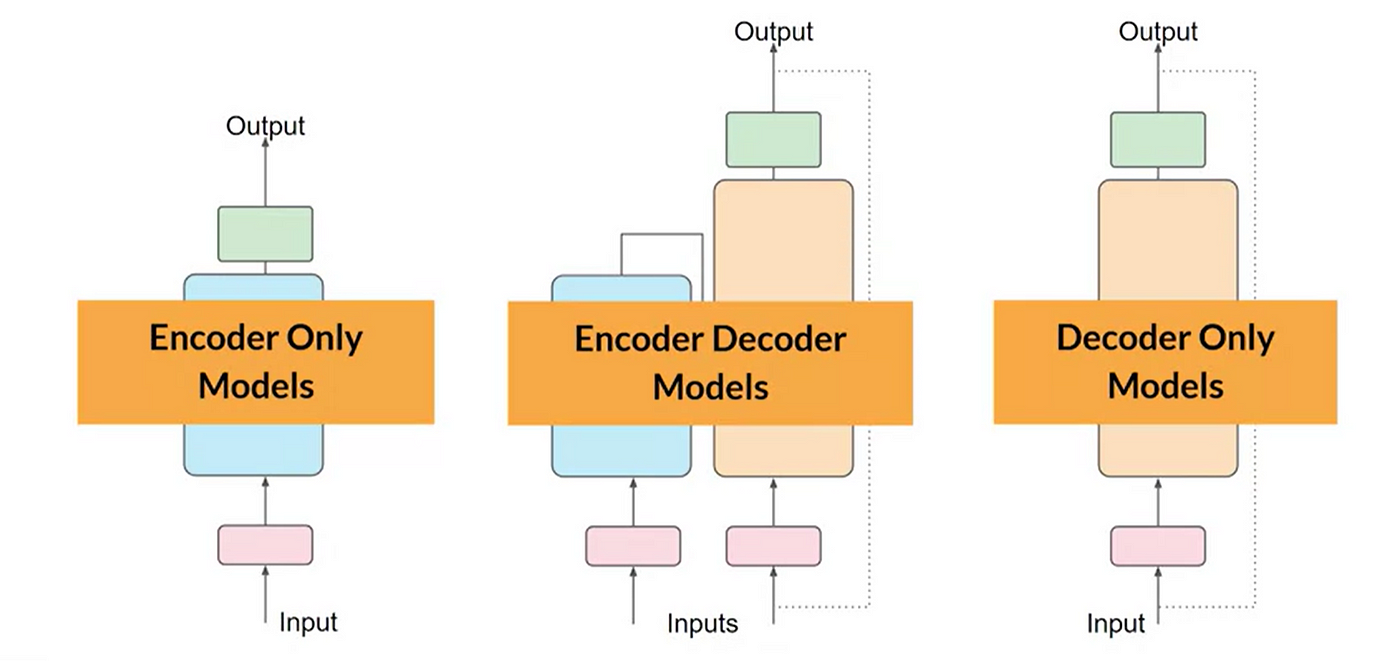 Output
Encoder Only
Models
Input
Output
Encoder Decoder
Models
Inputs
Output
Decoder Only
Models
Input